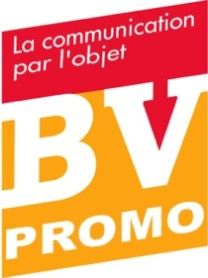 La communication
par l'objet
BV
PROMO